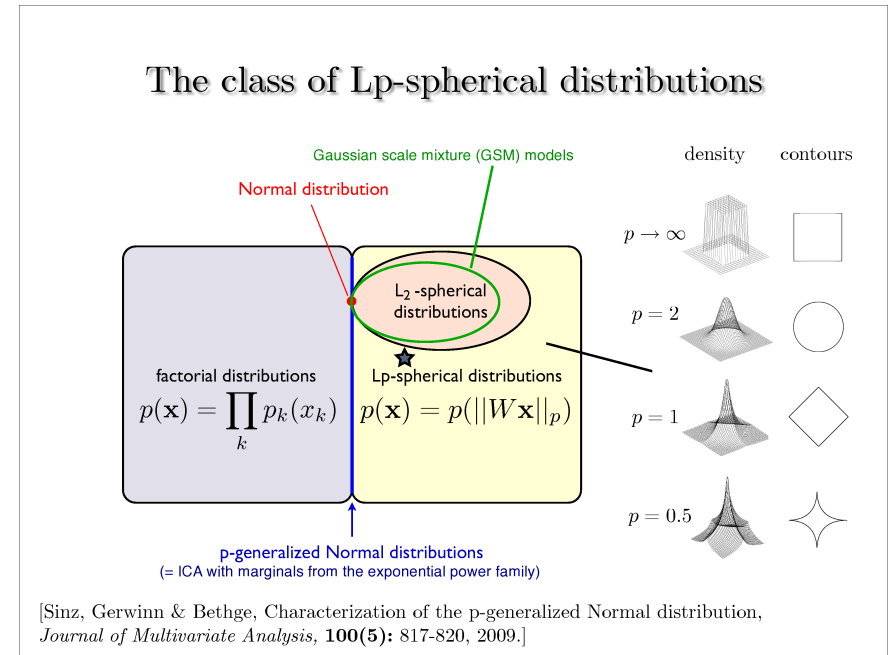 The class of Lp-spherical distributions
Gaussian scale mixture (GSM) models
Normal distribution
L₂-spherical
distributions
factorial distributions
p(𝐱) = ∏ₖ pₖ(xₖ)
Lp-spherical distributions
p(𝐱) = p(||W𝐱||ₚ)
p-generalized Normal distributions
(= ICA with marginals from the exponential power family)
density contours
p → ∞
p = 2
p = 1
p = 0.5
[Sinz, Gerwinn & Bethge, Characterization of the p-generalized Normal distribution,
Journal of Multivariate Analysis, 100(5): 817-820, 2009.]